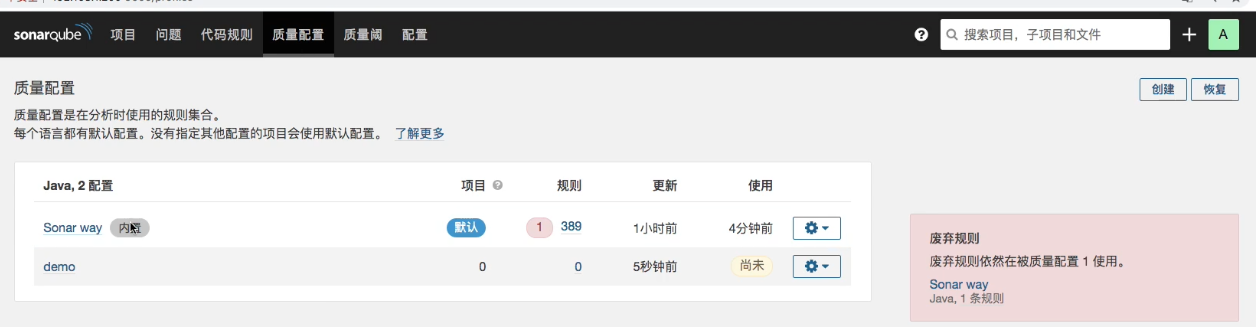 sonarqube 项目 问题 代码规则 质量配置 质量阈 配置 ? 搜索项目，子项目和文件 + A
质量配置 创建 恢复
质量配置是在分析时使用的规则集合。
每个语言都有默认配置。没有指定其他配置的项目会使用默认配置。 了解更多
Java, 2 配置 项目 ? 规则 更新 使用
Sonar way 内置 默认 1 389 1小时前 4分钟前
demo 0 0 5秒钟前 尚未
废弃规则
废弃规则依然在被质量配置 1 使用。
Sonar way
Java, 1 条规则